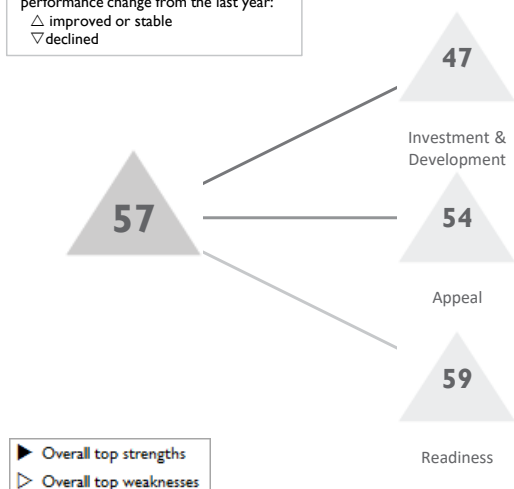 performance change from the last year:
△ improved or stable
▽ declined
47
Investment &
Development
57
54
Appeal
59
Readiness
▶ Overall top strengths
▷ Overall top weaknesses